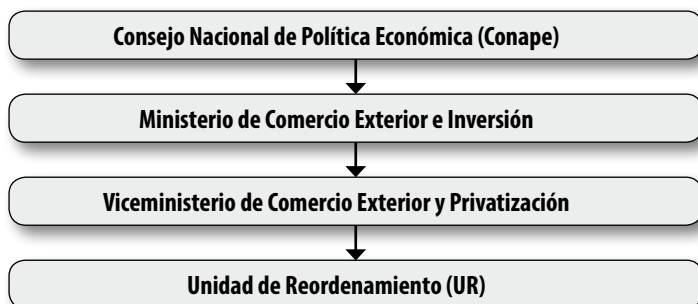 Consejo Nacional de Política Económica (Conape)
Ministerio de Comercio Exterior e Inversión
Viceministerio de Comercio Exterior y Privatización
Unidad de Reordenamiento (UR)